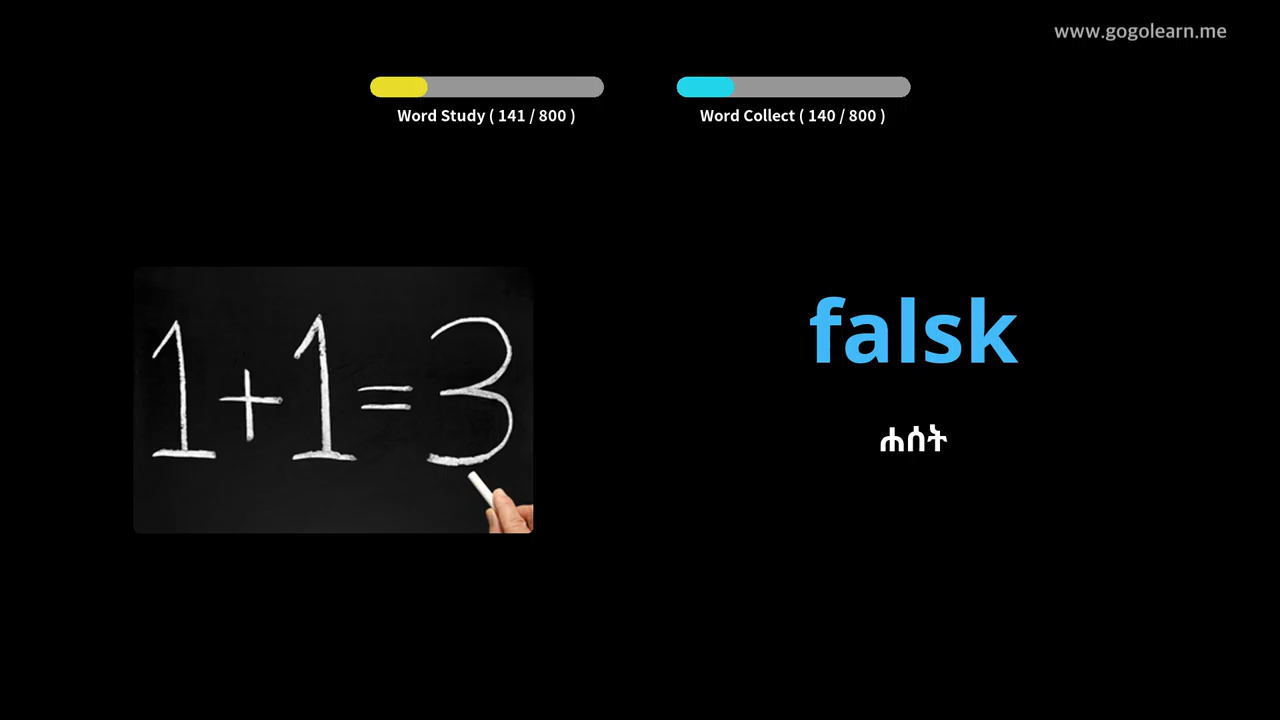 www.gogolearn.me
Word Study ( 141 / 800 )
Word Collect ( 140 / 800 )
1+1=3
falsk
ሐሰት